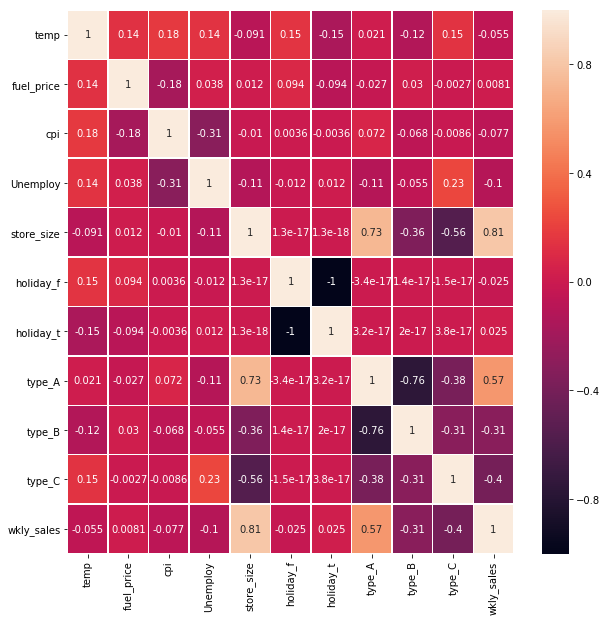 temp 1 0.14 0.18 0.14 -0.091 0.15 -0.15 0.021 -0.12 0.15 -0.055
fuel_price 0.14 1 -0.18 0.038 0.012 0.094 -0.094 -0.027 0.03 -0.0027 0.0081
cpi 0.18 -0.18 1 -0.31 -0.01 0.0036 -0.0036 0.072 -0.068 -0.0086 -0.077
Unemploy 0.14 0.038 -0.31 1 -0.11 -0.012 0.012 -0.11 -0.055 0.23 -0.1
store_size -0.091 0.012 -0.01 -0.11 1 1.3e-17 1.3e-18 0.73 -0.36 -0.56 0.81
holiday_f 0.15 0.094 0.0036 -0.012 1.3e-17 1 -1 -3.4e-17 1.4e-17 -1.5e-17 -0.025
holiday_t -0.15 -0.094 -0.0036 0.012 1.3e-18 -1 1 3.2e-17 2e-17 3.8e-17 0.025
type_A 0.021 -0.027 0.072 -0.11 0.73 -3.4e-17 3.2e-17 1 -0.76 -0.38 0.57
type_B -0.12 0.03 -0.068 -0.055 -0.36 1.4e-17 2e-17 -0.76 1 -0.31 -0.31
type_C 0.15 -0.0027 -0.0086 0.23 -0.56 -1.5e-17 3.8e-17 -0.38 -0.31 1 -0.4
wkly_sales -0.055 0.0081 -0.077 -0.1 0.81 -0.025 0.025 0.57 -0.31 -0.4 1
temp fuel_price cpi Unemploy store_size holiday_f holiday_t type_A type_B type_C wkly_sales
0.8
0.4
0.0
-0.4
-0.8